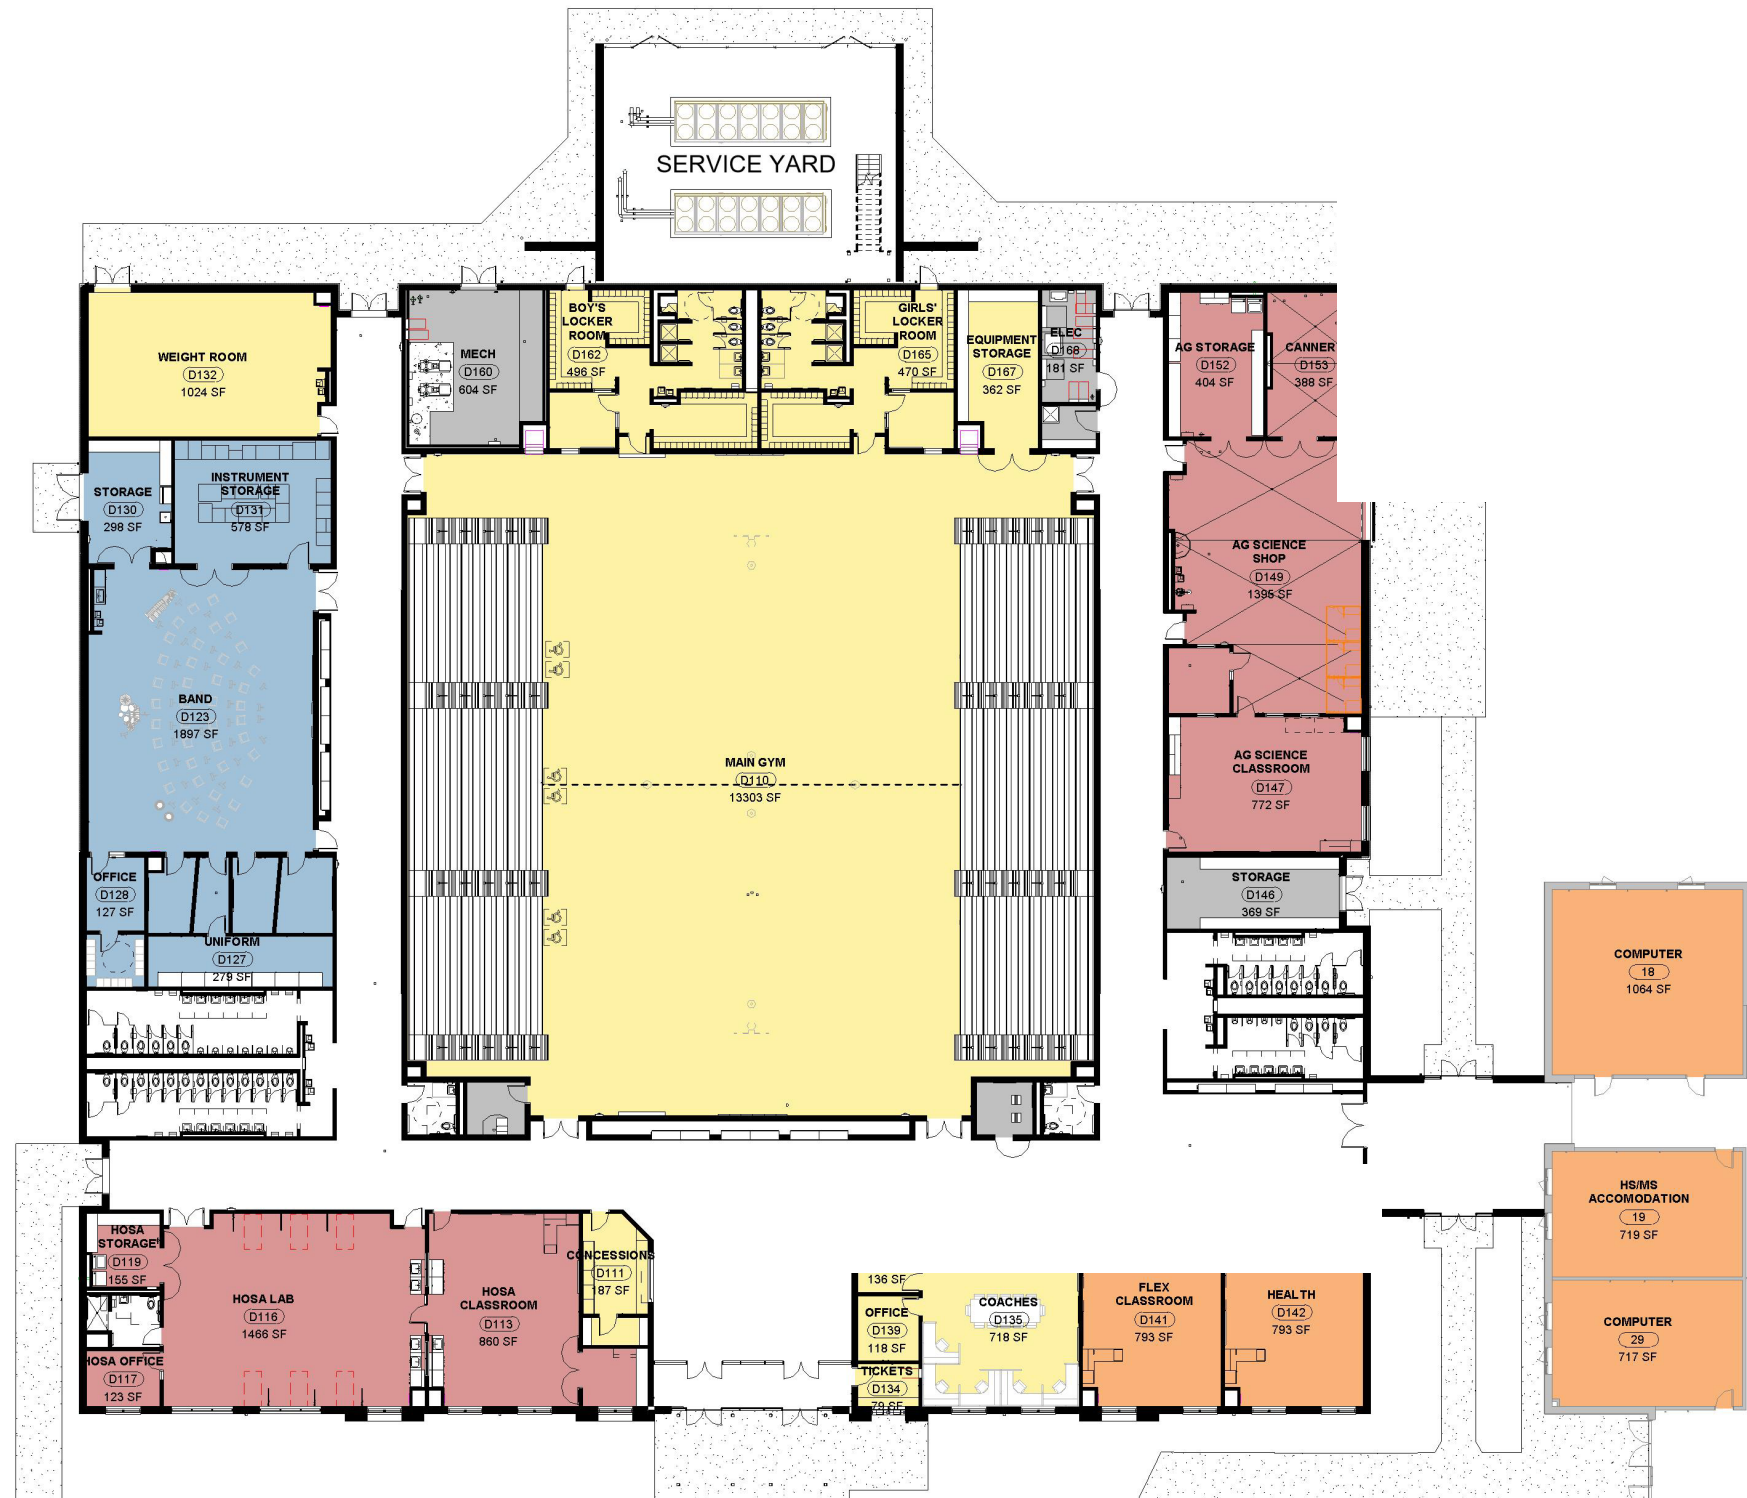 SERVICE YARD
WEIGHT ROOM
D132
1024 SF
MECH
D160
604 SF
BOY'S
LOCKER
ROOM
D162
496 SF
GIRLS'
LOCKER
ROOM
D165
470 SF
EQUIPMENT
STORAGE
D167
362 SF
ELEC
D168
181 SF
AG STORAGE
D152
404 SF
CANNER
D153
388 SF
STORAGE
D130
298 SF
INSTRUMENT
STORAGE
D131
578 SF
AG SCIENCE
SHOP
D149
1395 SF
BAND
D123
1897 SF
MAIN GYM
D110
13303 SF
AG SCIENCE
CLASSROOM
D147
772 SF
OFFICE
D128
127 SF
UNIFORM
D127
279 SF
STORAGE
D146
369 SF
COMPUTER
18
1064 SF
HS/MS
ACCOMODATION
19
719 SF
COMPUTER
29
717 SF
HOSA
STORAGE
D119
155 SF
HOSA LAB
D116
1466 SF
HOSA OFFICE
D117
123 SF
HOSA
CLASSROOM
D113
860 SF
CONCESSIONS
D111
187 SF
136 SF
OFFICE
D139
118 SF
TICKETS
D134
79 SF
COACHES
D135
718 SF
FLEX
CLASSROOM
D141
793 SF
HEALTH
D142
793 SF